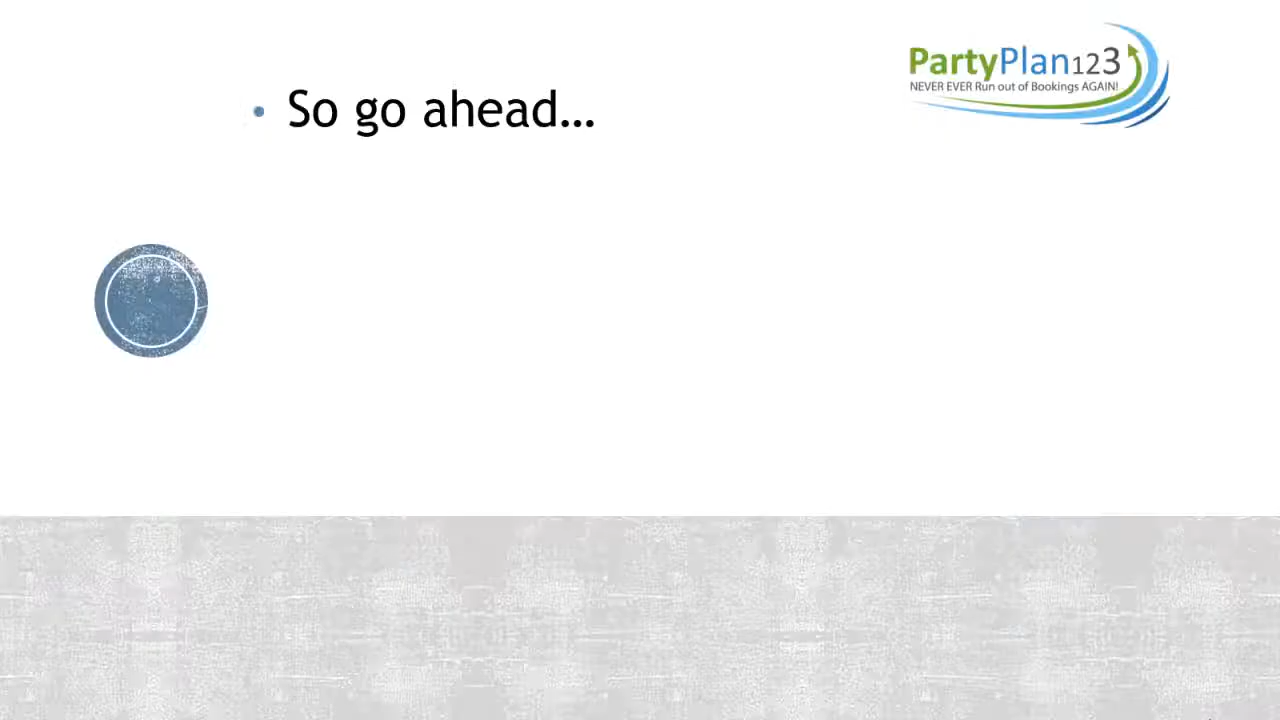 PartyPlan123
NEVER EVER Run out of Bookings AGAIN!
• So go ahead...